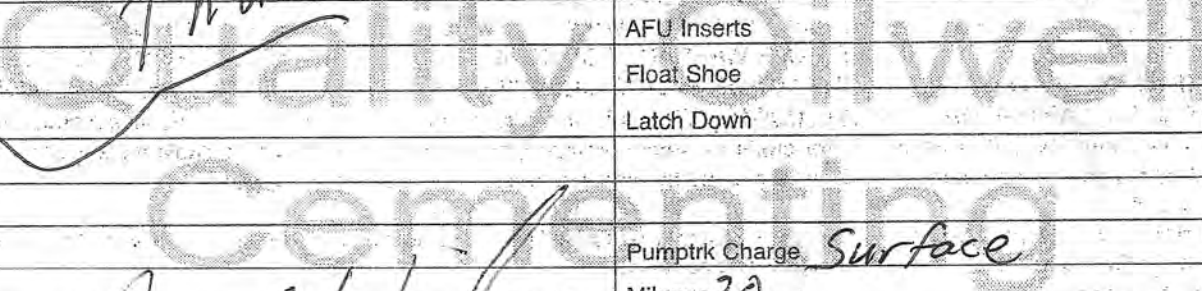 AFU Inserts
Quality Oilwell
Float Shoe
Latch Down
Cementing
Pumptrk Charge Surface